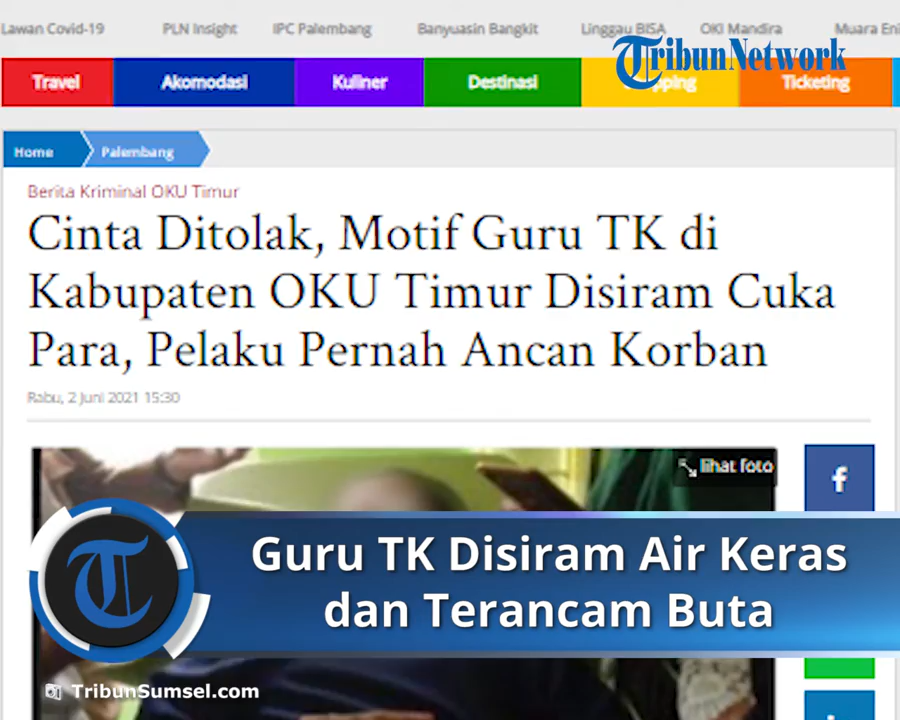 Lawan Covid-19 PLN Insight IPC Palembang Banyuasin Bangkit Linggau BISA OKI Mandira Muara
TribunNetwork
Travel Akomodasi Kuliner Destinasi Ticketing
Home Palembang
Berita Kriminal OKU Timur
Cinta Ditolak, Motif Guru TK di
Kabupaten OKU Timur Disiram Cuka
Para, Pelaku Pernah Ancan Korban
Rabu, 2 Juni 2021 15:30
lihat foto
f
Guru TK Disiram Air Keras
dan Terancam Buta
T
TribunSumsel.com